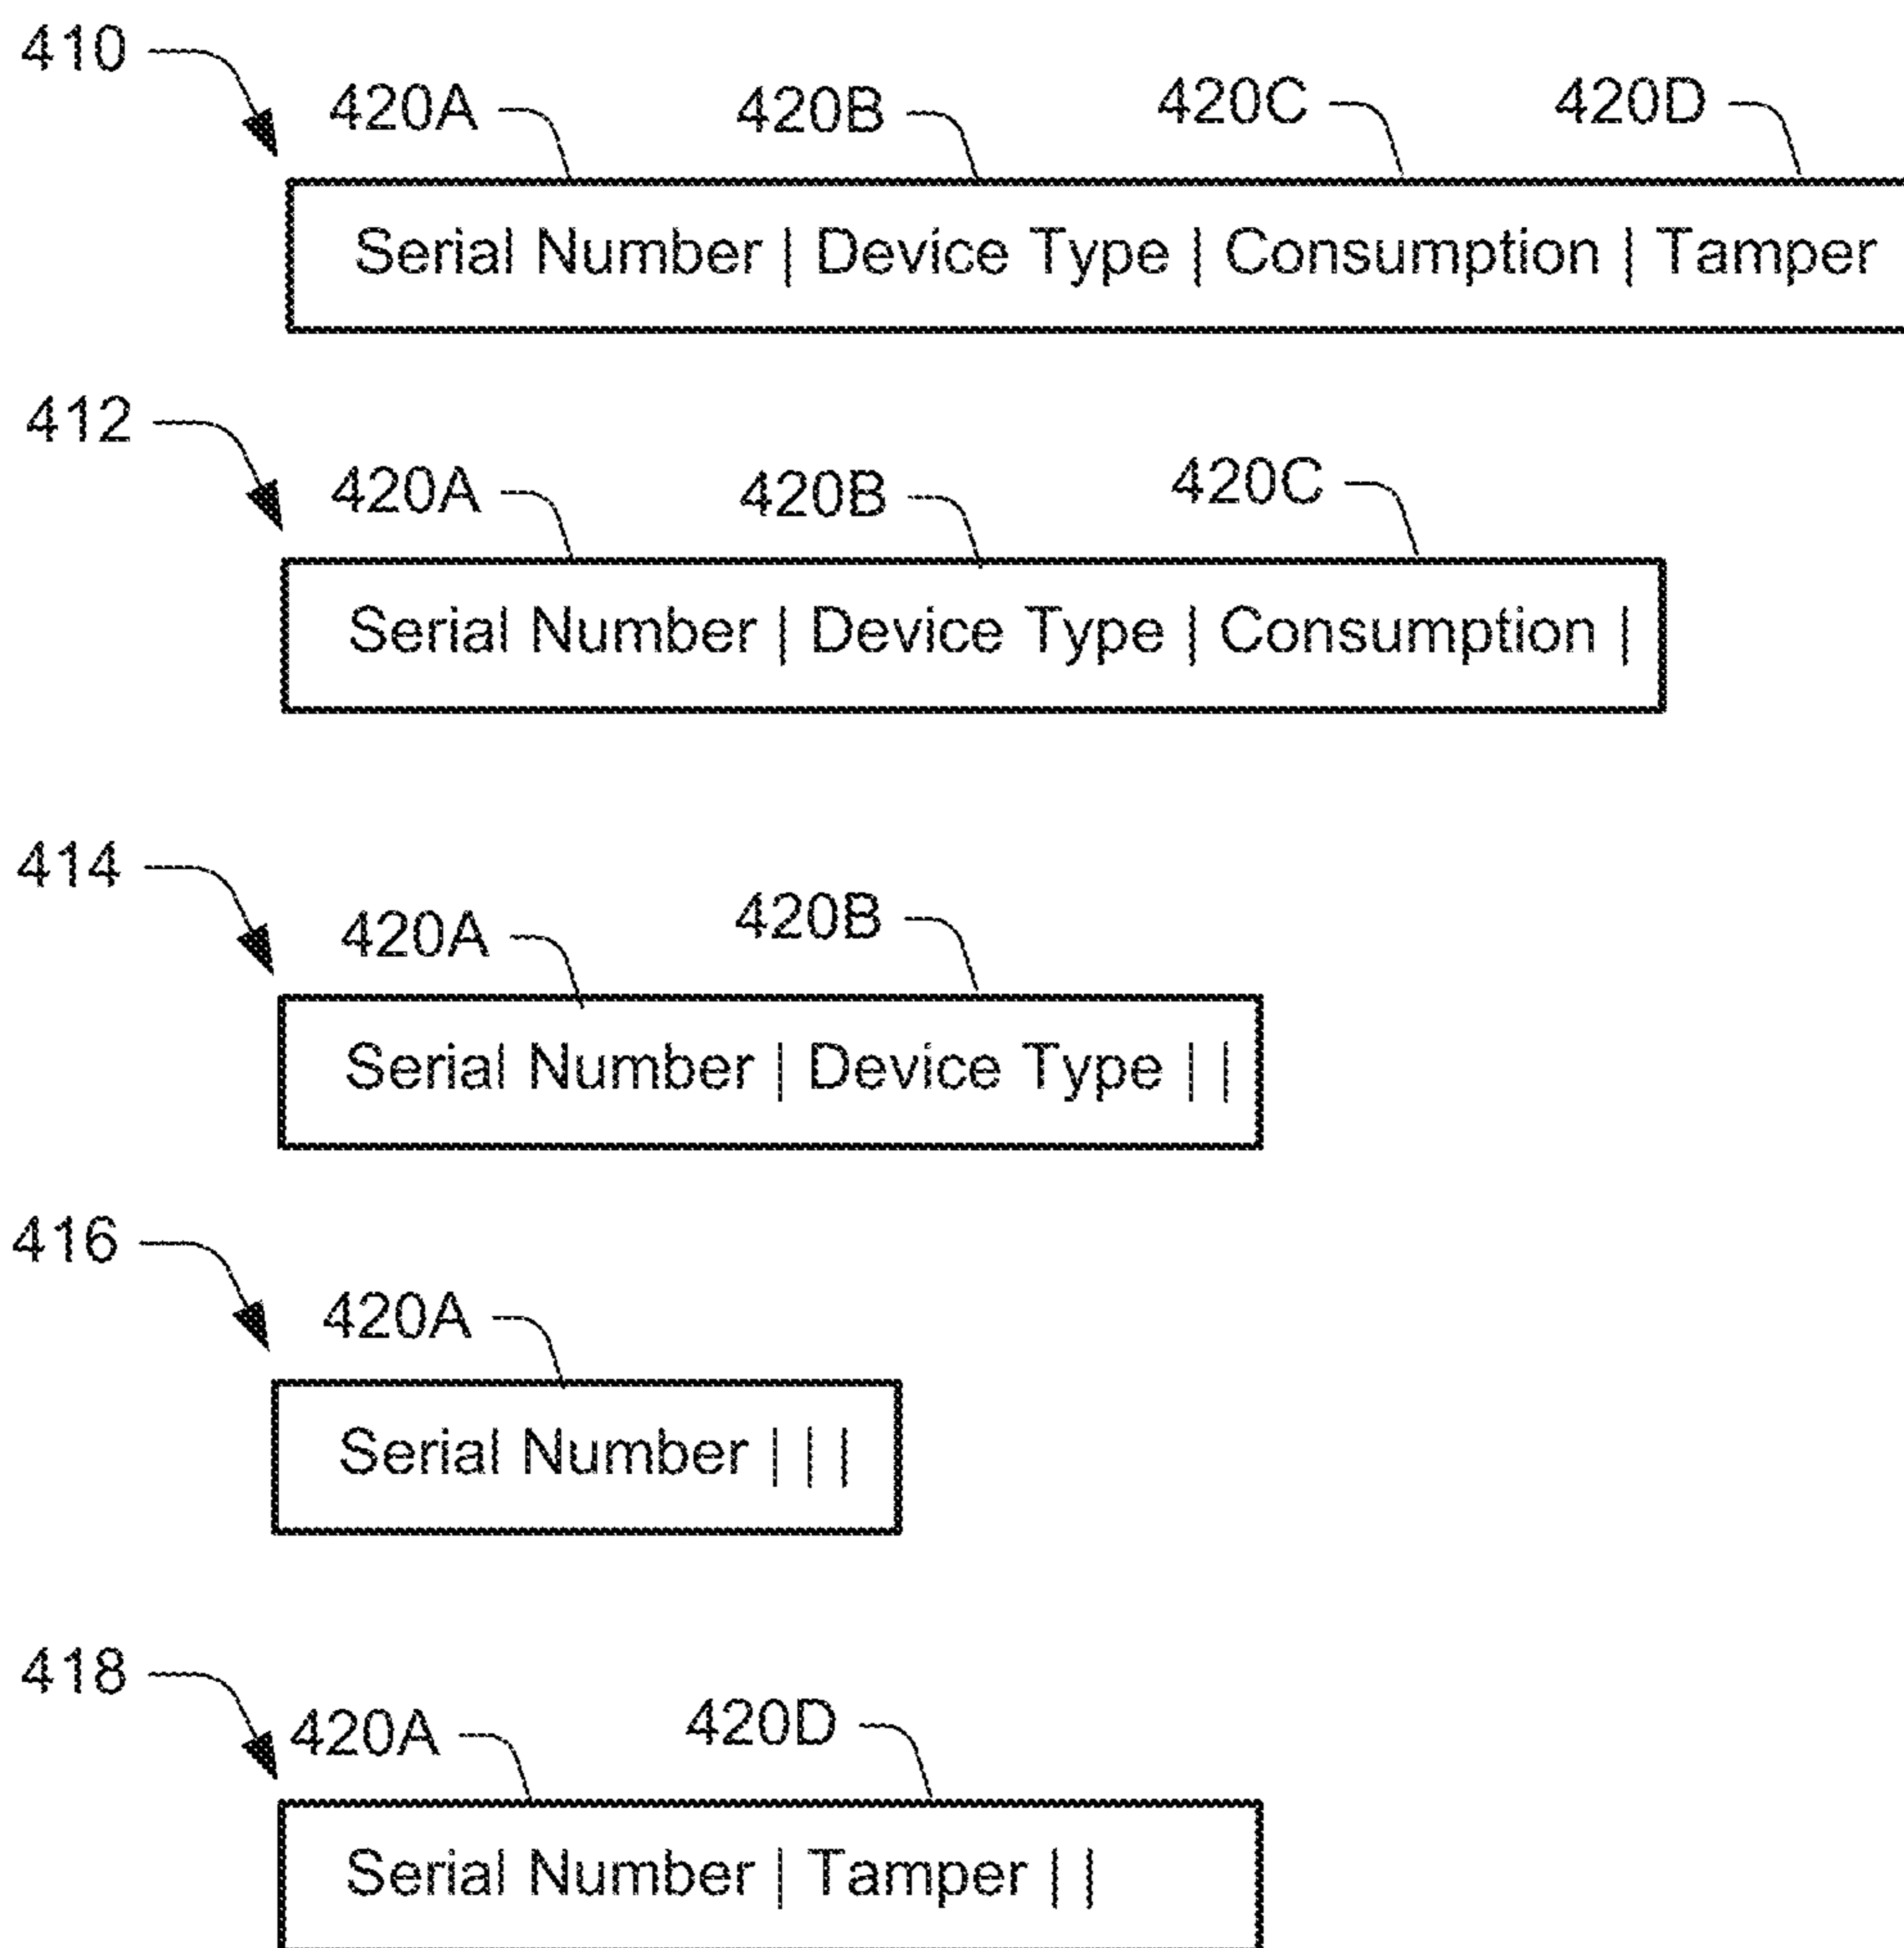 410
420A 420B 420C 420D
Serial Number | Device Type | Consumption | Tamper
412
420A 420B 420C
Serial Number | Device Type | Consumption |
414
420A 420B
Serial Number | Device Type | |
416
420A
Serial Number | | |
418
420A 420D
Serial Number | Tamper | |